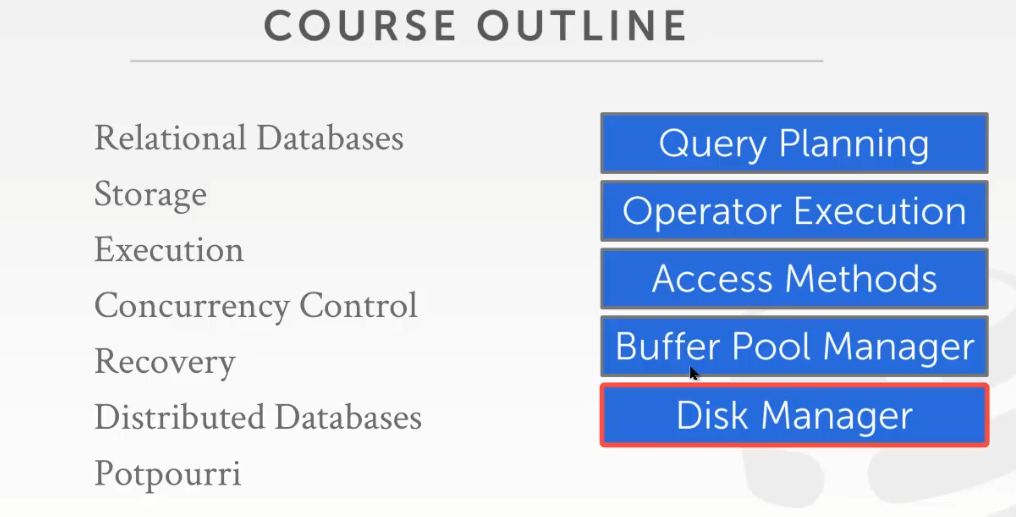 COURSE OUTLINE
Relational Databases
Storage
Execution
Concurrency Control
Recovery
Distributed Databases
Potpourri
Query Planning
Operator Execution
Access Methods
Buffer Pool Manager
Disk Manager